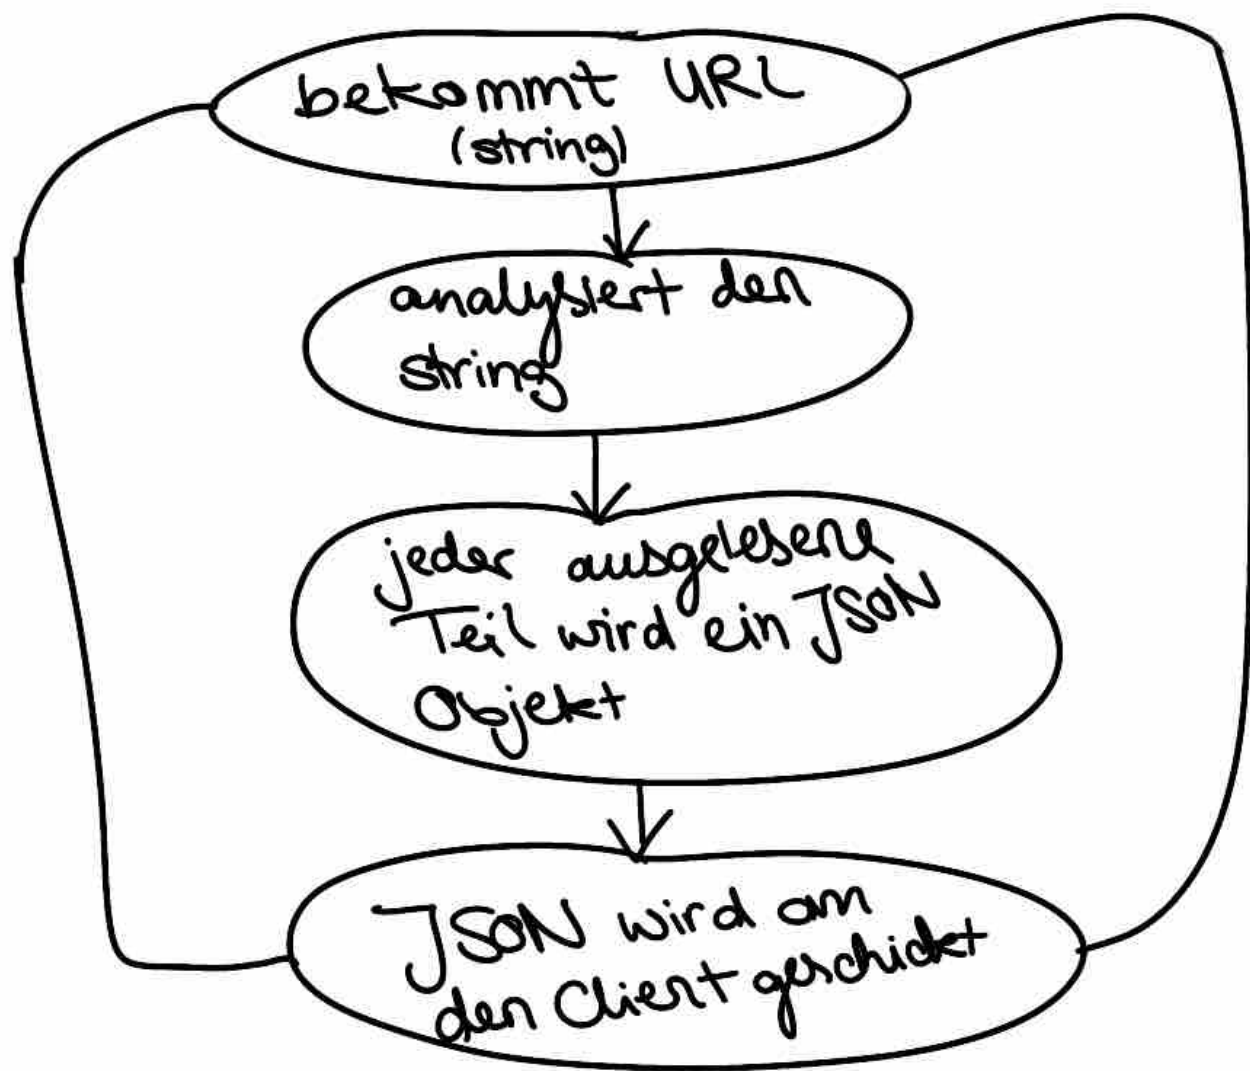 bekommt URL
(string)
analysiert den
string
jeder ausgelesene
Teil wird ein JSON
Objekt
JSON wird an
den Client geschickt